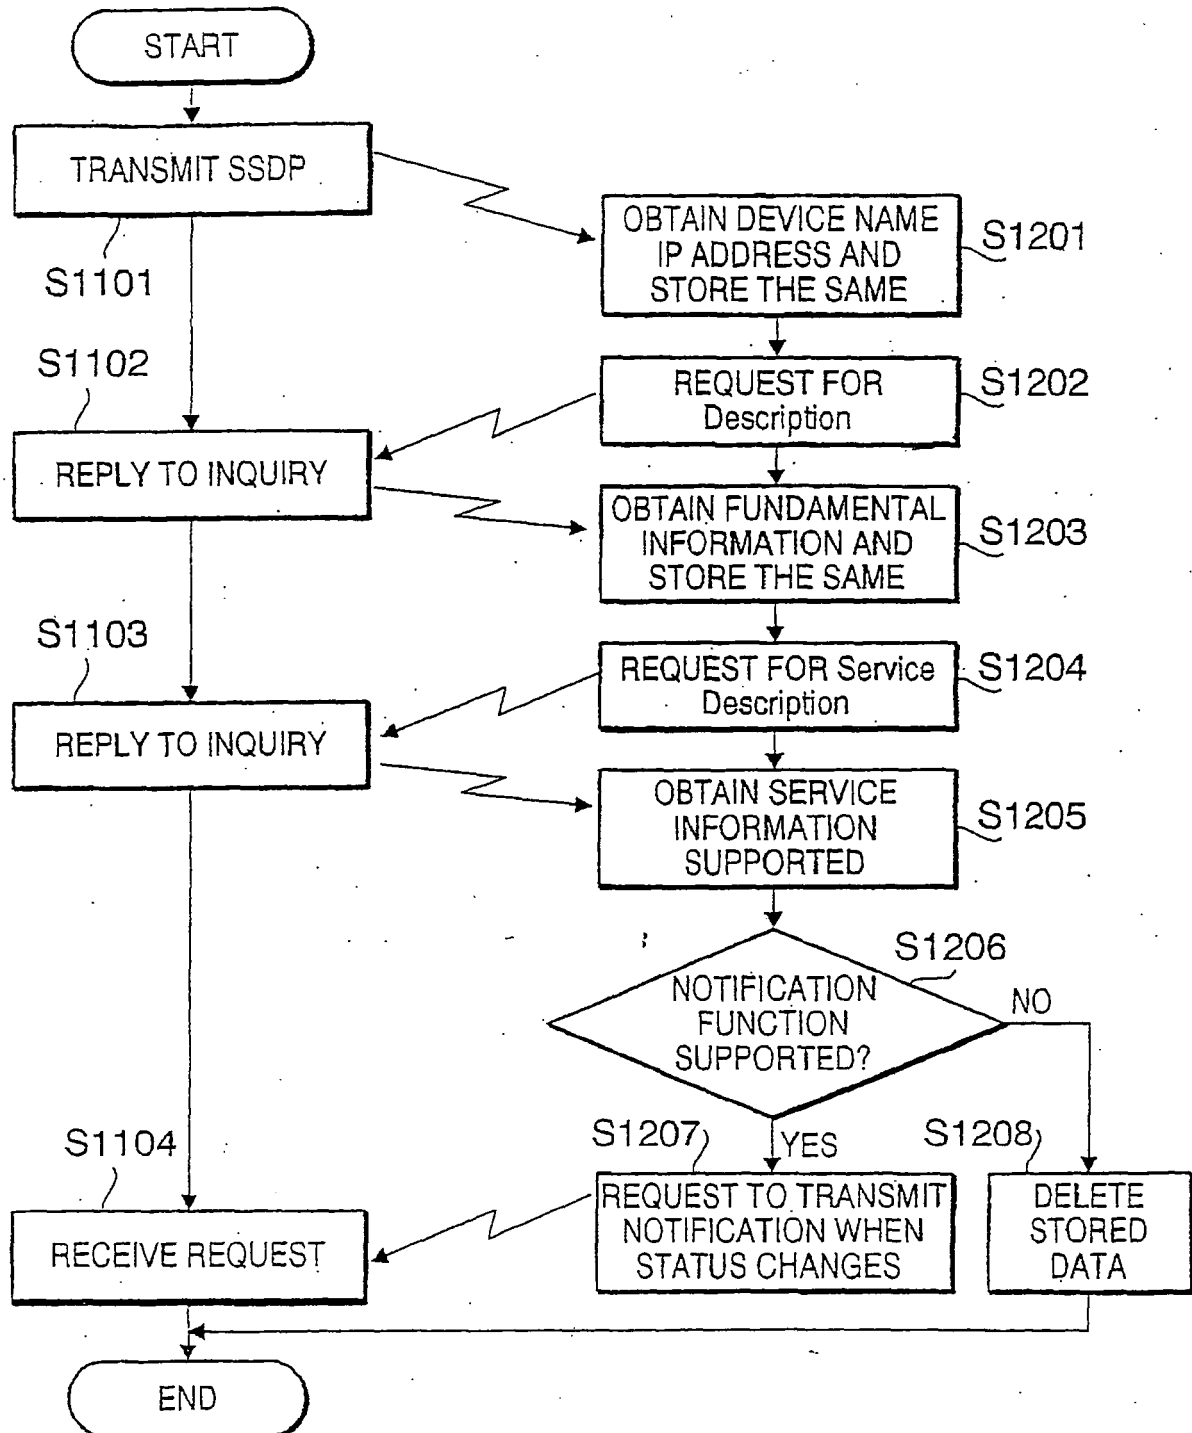 START
TRANSMIT SSDP
S1101
OBTAIN DEVICE NAME
IP ADDRESS AND
STORE THE SAME
S1201
S1102
REQUEST FOR
Description
S1202
REPLY TO INQUIRY
OBTAIN FUNDAMENTAL
INFORMATION AND
STORE THE SAME
S1203
S1103
REQUEST FOR Service
Description
S1204
REPLY TO INQUIRY
OBTAIN SERVICE
INFORMATION
SUPPORTED
S1205
S1206
NOTIFICATION
FUNCTION
SUPPORTED?
NO
YES
S1104
S1207
S1208
REQUEST TO TRANSMIT
NOTIFICATION WHEN
STATUS CHANGES
DELETE
STORED
DATA
RECEIVE REQUEST
END